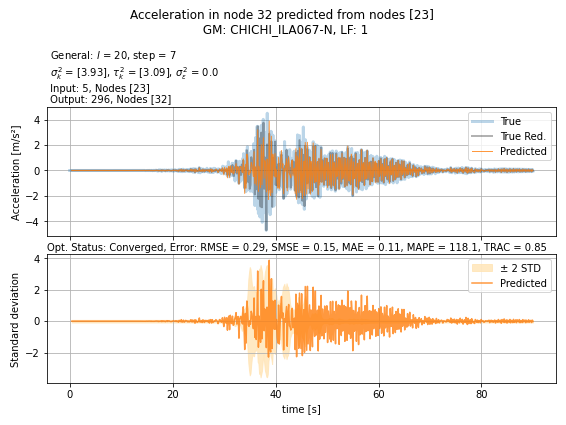 Acceleration in node 32 predicted from nodes [23]
GM: CHICHI_ILA067-N, LF: 1
General: l = 20, step = 7
σ²ₖ = [3.93], τ²ₖ = [3.09], σ²ε = 0.0
Input: 5, Nodes [23]
Output: 296, Nodes [32]
Acceleration [m/s²]
4
2
0
−2
−4
True
True Red.
Predicted
Opt. Status: Converged, Error: RMSE = 0.29, SMSE = 0.15, MAE = 0.11, MAPE = 118.1, TRAC = 0.85
Standard deviation
4
2
0
−2
± 2 STD
Predicted
0 20 40 60 80
time [s]